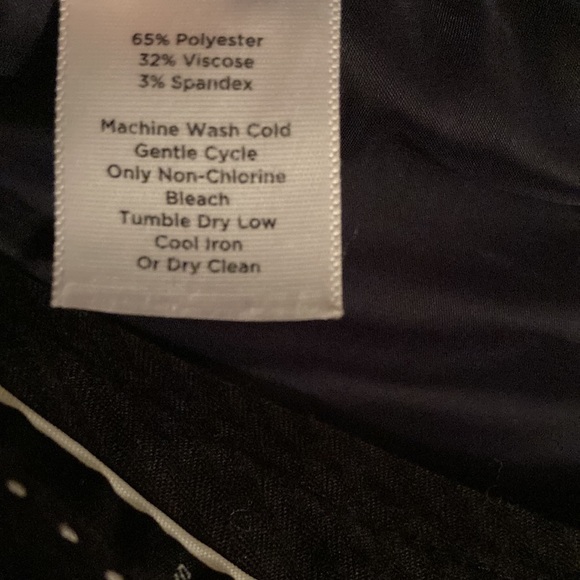 65% Polyester
32% Viscose
3% Spandex
Machine Wash Cold
Gentle Cycle
Only Non-Chlorine
Bleach
Tumble Dry Low
Cool Iron
Or Dry Clean